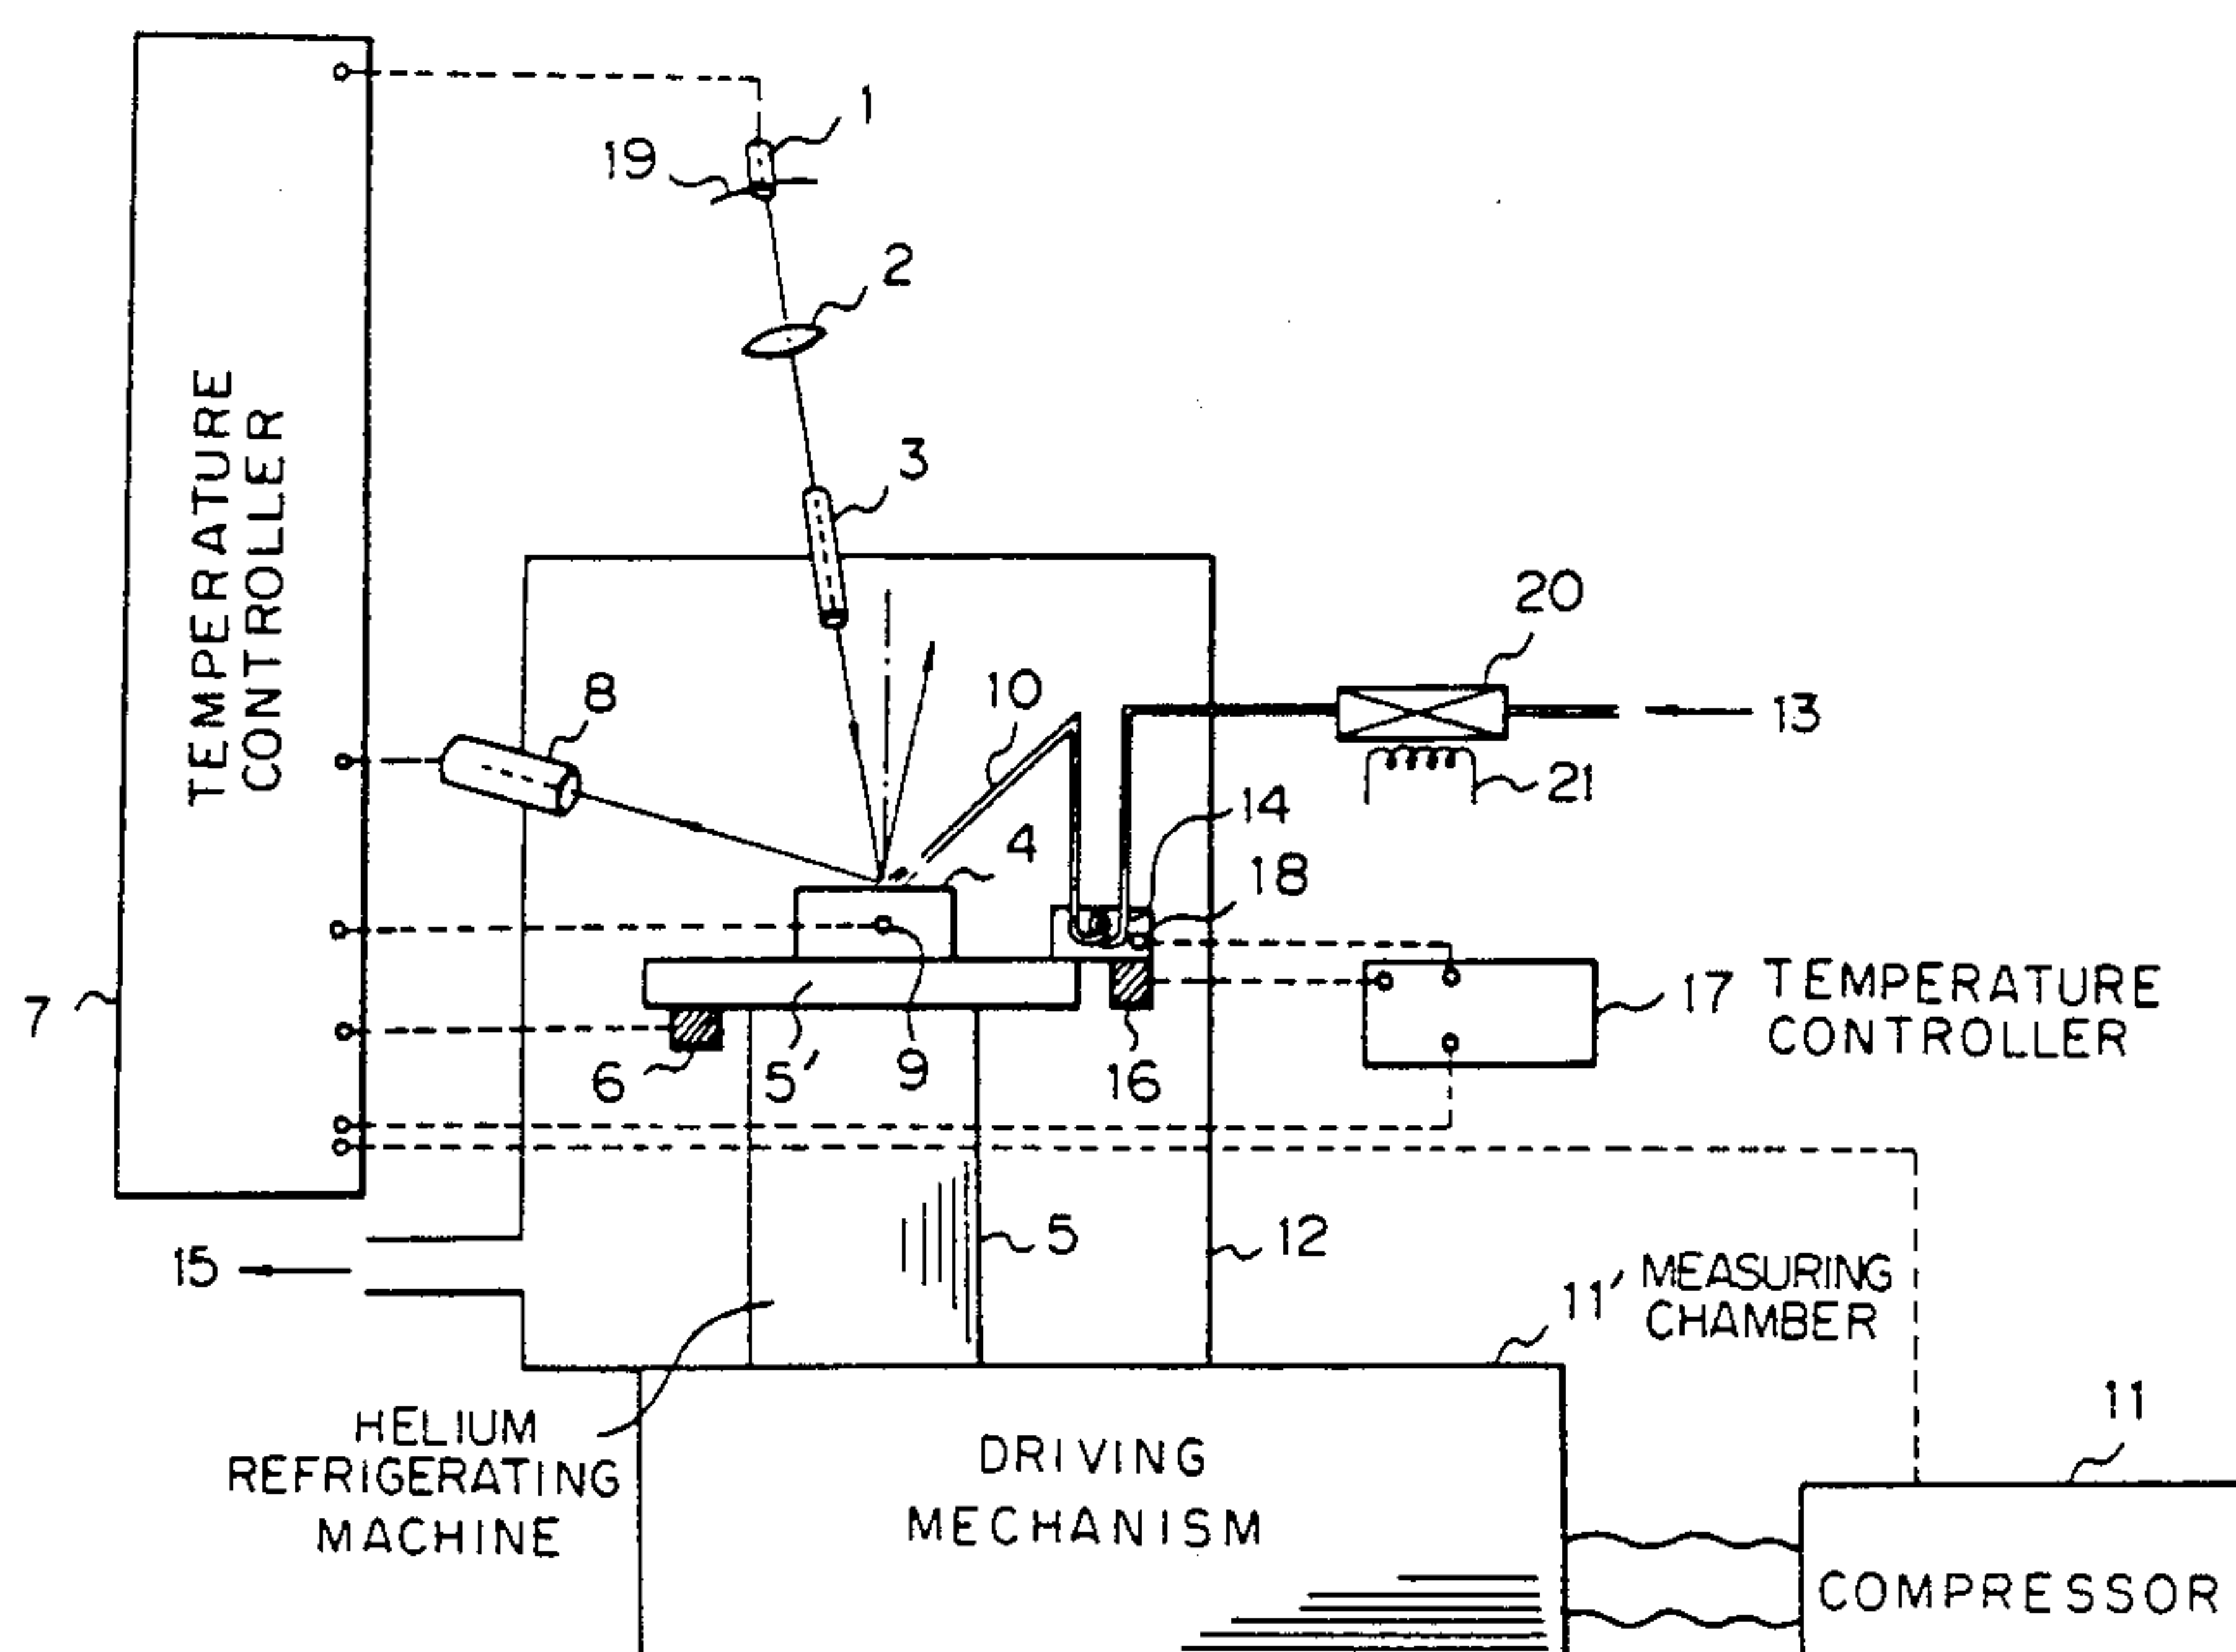 1
19
2
3
TEMPERATURE
CONTROLLER
20
8
10
13
21
14
4
18
7
17
TEMPERATURE
CONTROLLER
6
5'
9
16
5
12
15
11'
MEASURING
CHAMBER
11
HELIUM
REFRIGERATING
MACHINE
DRIVING
MECHANISM
COMPRESSOR